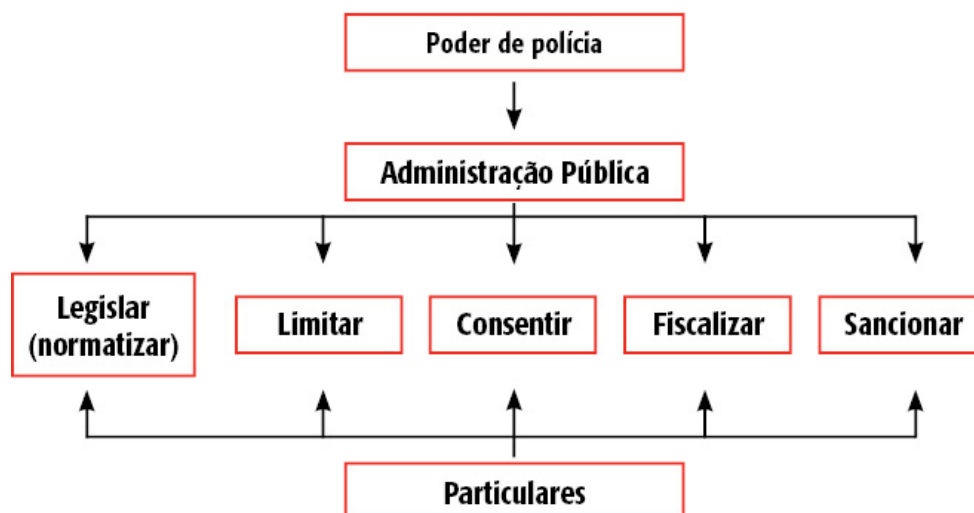 Poder de polícia
Administração Pública
Legislar
(normatizar)
Limitar
Consentir
Fiscalizar
Sancionar
Particulares